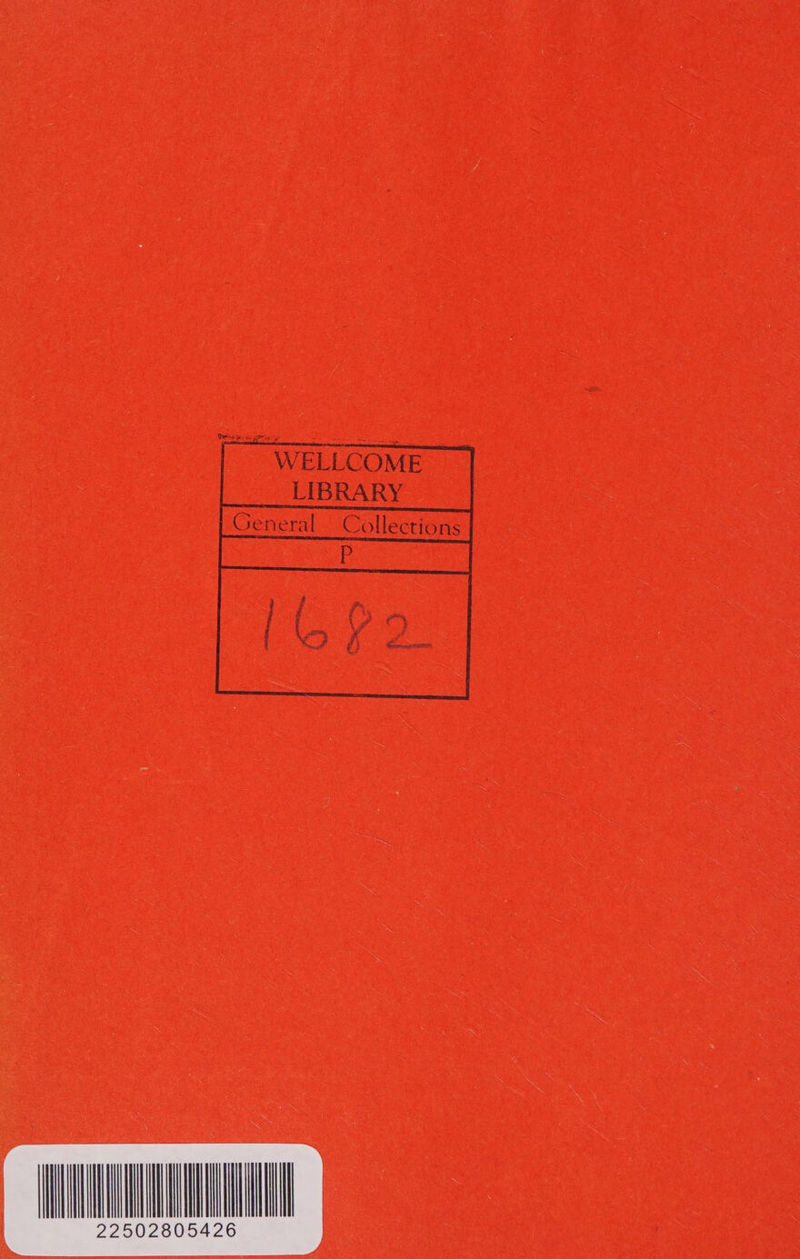 WELLCOME
LIBRARY
General Collections
P
1682
22502805426